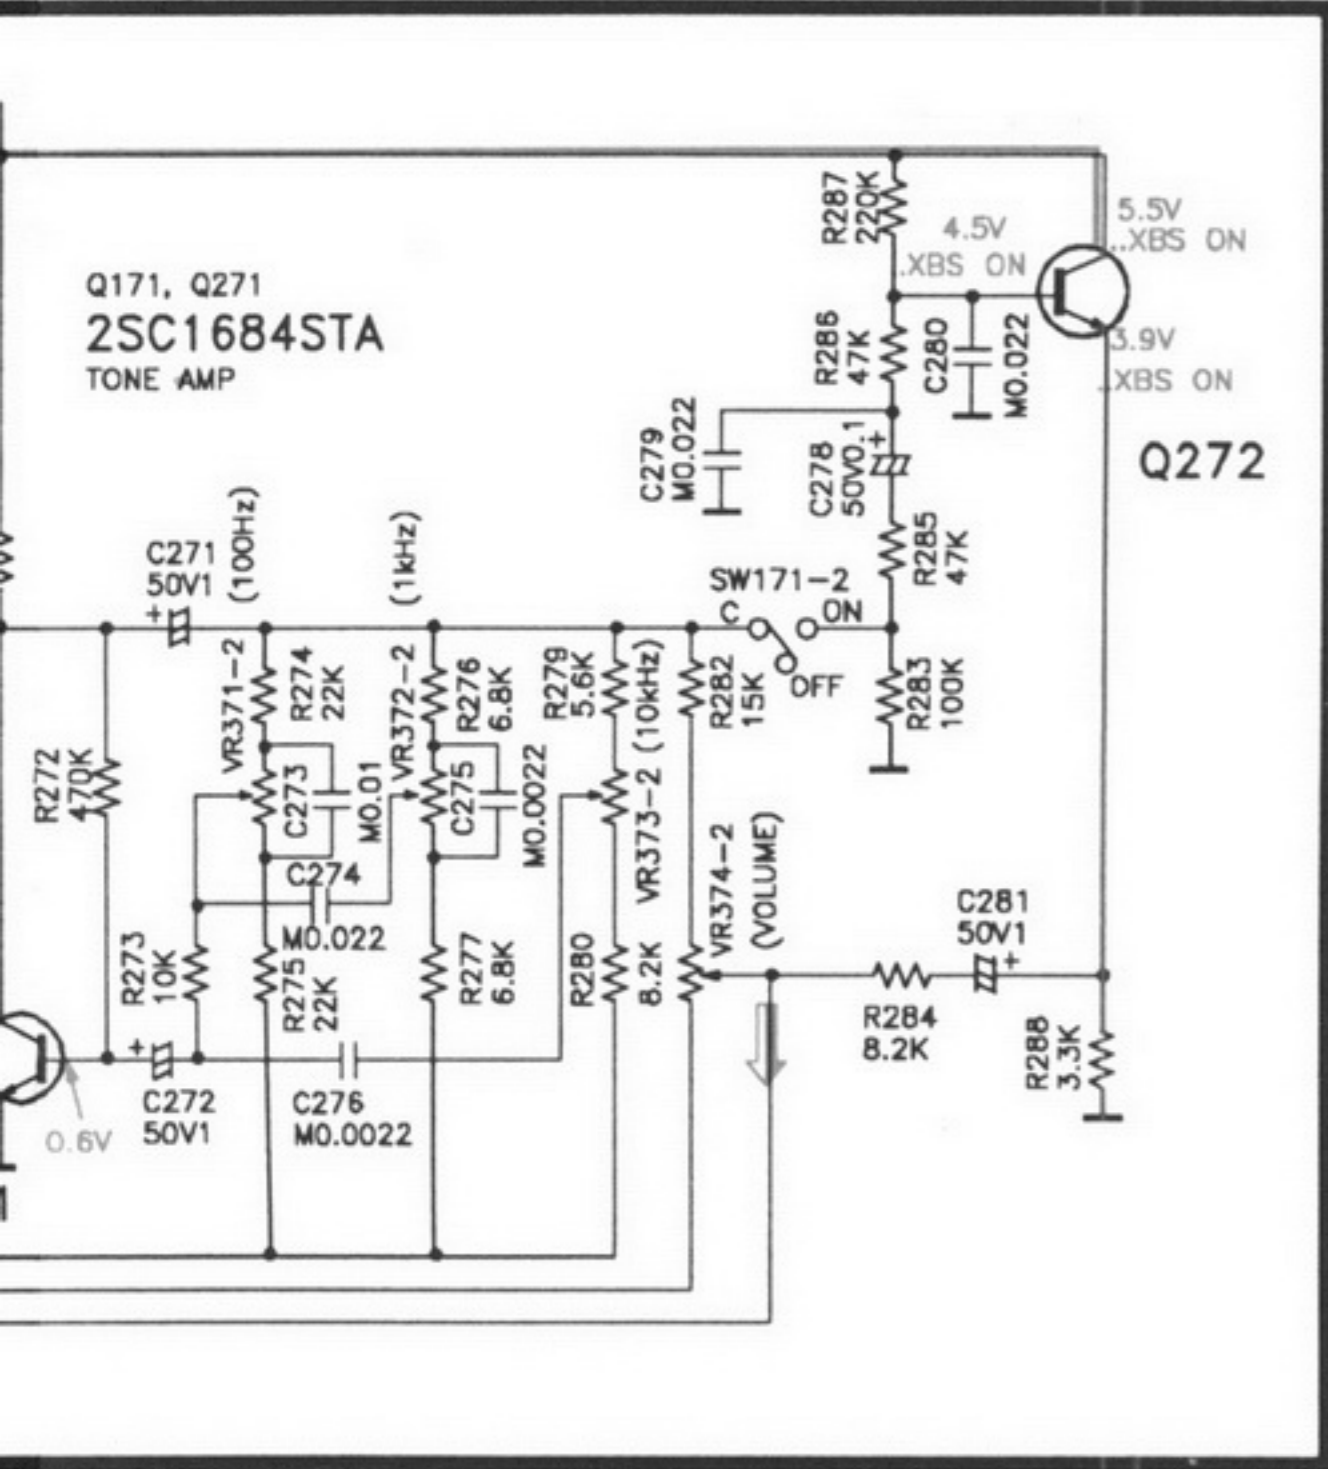 R287
220K
4.5V
.XBS ON
5.5V
..XBS ON
Q171, Q271
2SC1684STA
TONE AMP
R286
47K
C280
M0.022
3.9V
..XBS ON
C279
M0.022
C278
50V0.1
+
Q272
R285
47K
C271
50V1
+
(100Hz)
(1kHz)
SW171-2
C
ON
OFF
VR371-2
R274
22K
VR372-2
R276
6.8K
R279
5.6K
(10kHz)
R282
15K
R283
100K
R272
470K
C273
M0.01
C275
M0.0022
VR373-2
VR374-2
(VOLUME)
C274
M0.022
R273
10K
R275
22K
R277
6.8K
R280
8.2K
C281
50V1
+
R284
8.2K
R288
3.3K
+
C272
50V1
C276
M0.0022
0.6V